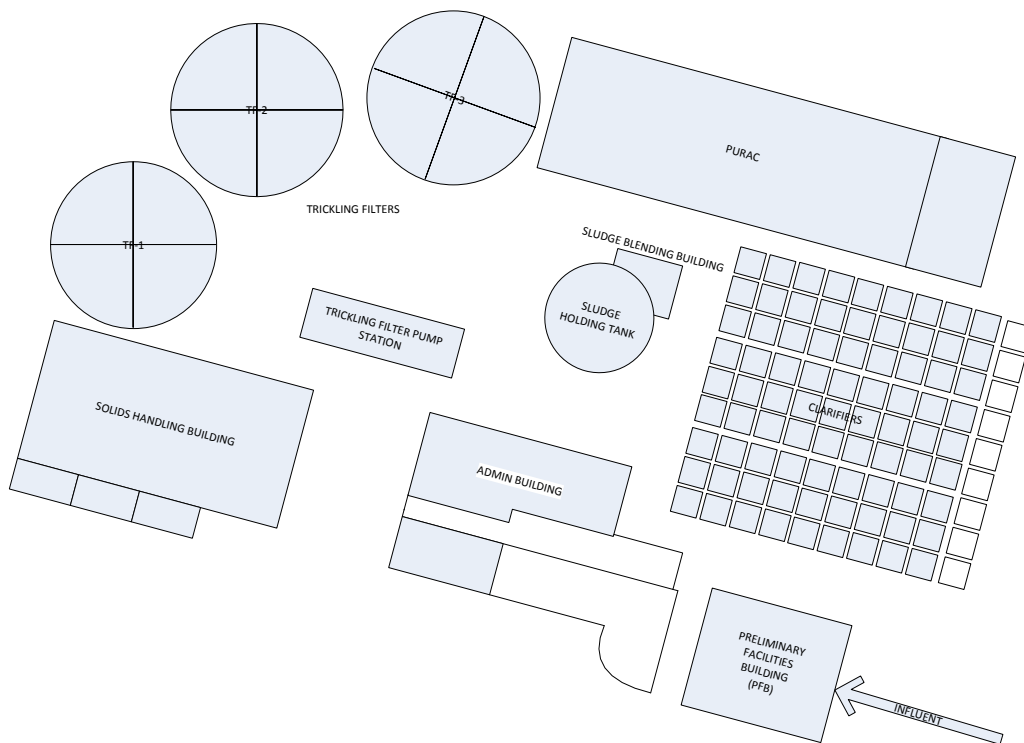 TF-2
TF-3
PURAC
TRICKLING FILTERS
TF-1
SLUDGE BLENDING BUILDING
SLUDGE
HOLDING TANK
TRICKLING FILTER PUMP
STATION
SOLIDS HANDLING BUILDING
CLARIFIERS
ADMIN BUILDING
PRELIMINARY
FACILITIES
BUILDING
(PFB)
INFLUENT